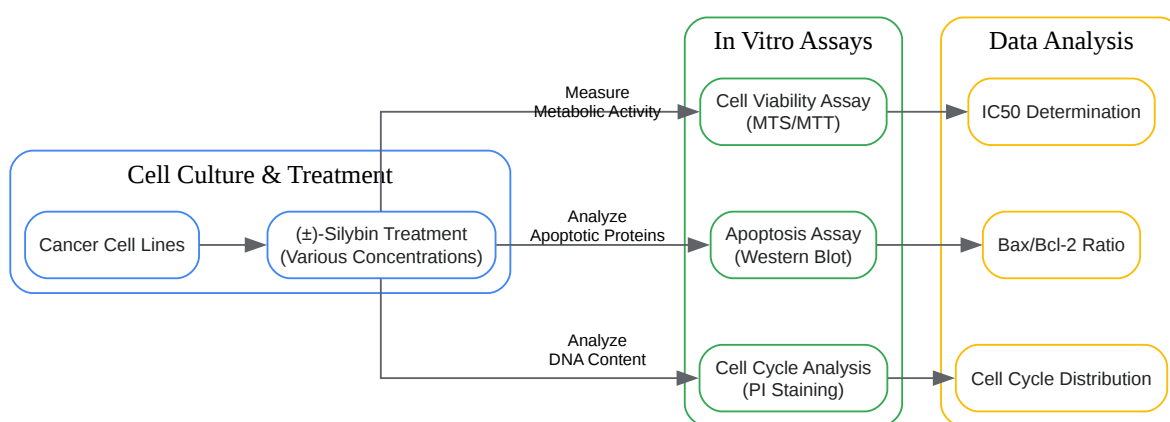 Cell Culture & Treatment
Cancer Cell Lines
(±)-Silybin Treatment
(Various Concentrations)
Measure
Metabolic Activity
Analyze
Apoptotic Proteins
Analyze
DNA Content
In Vitro Assays
Cell Viability Assay
(MTS/MTT)
Apoptosis Assay
(Western Blot)
Cell Cycle Analysis
(PI Staining)
Data Analysis
IC50 Determination
Bax/Bcl-2 Ratio
Cell Cycle Distribution